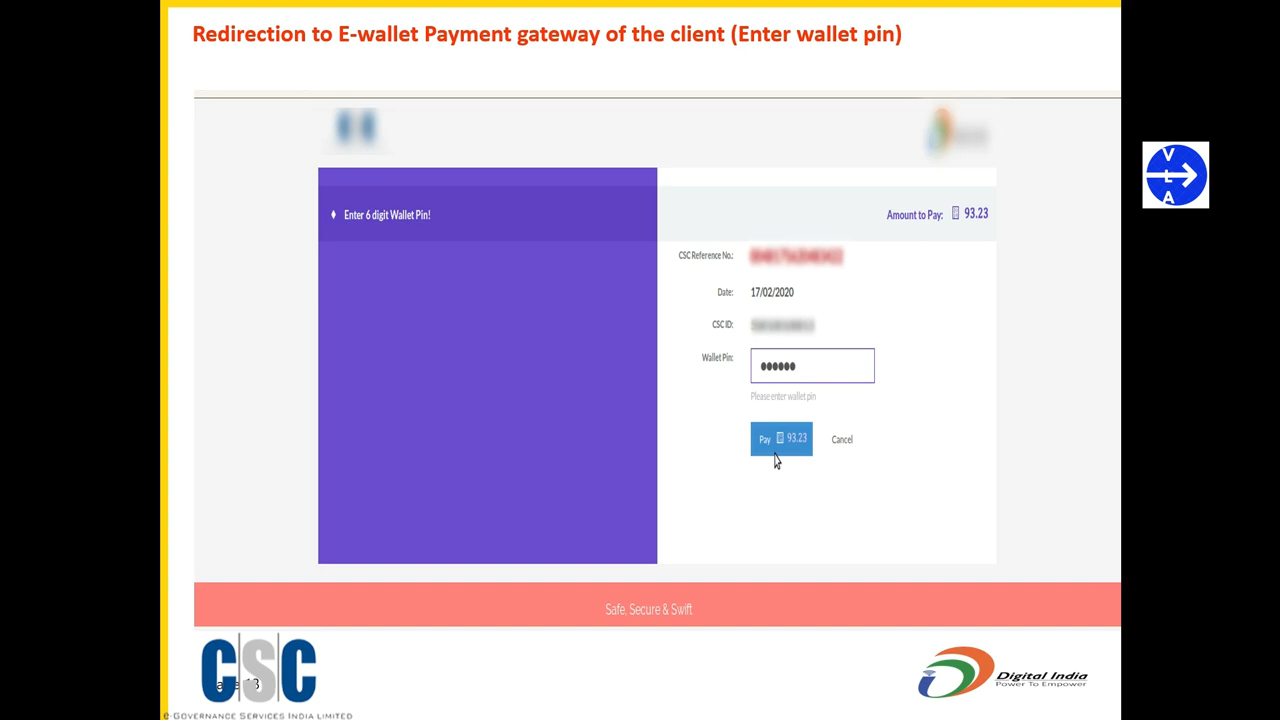 Redirection to E-wallet Payment gateway of the client (Enter wallet pin)
V
L
A
Enter 6 digit Wallet Pin!
Amount to Pay: 93.23
CSC Reference No.:
Date: 17/02/2020
CSC ID:
Wallet Pin: ●●●●●●
Please enter wallet pin
Pay 93.23 Cancel
Safe, Secure & Swift
CSC
e-GOVERNANCE SERVICES INDIA LIMITED
Digital India
Power To Empower